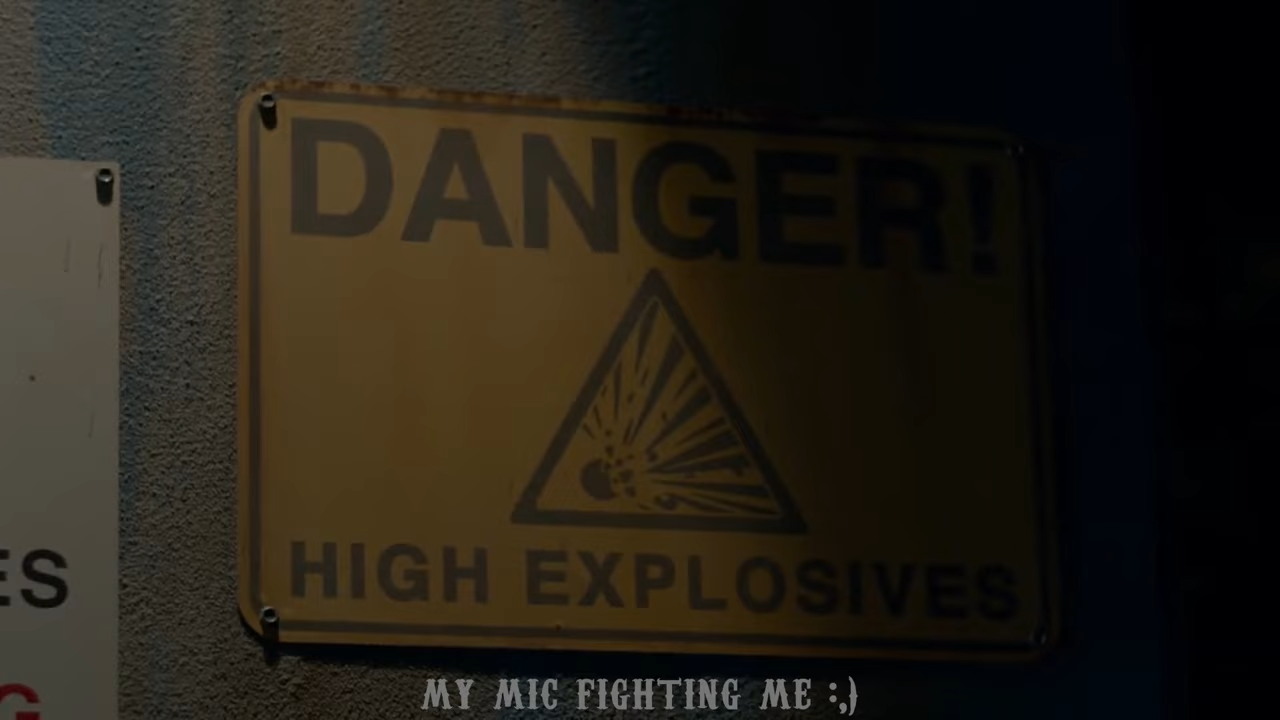 DANGER!
HIGH EXPLOSIVES
ES
G
MY MIC FIGHTING ME :,)